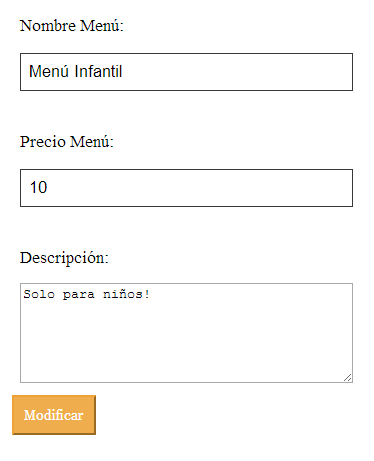 Nombre Menú:
Menú Infantil
Precio Menú:
10
Descripción:
Solo para niños!
Modificar